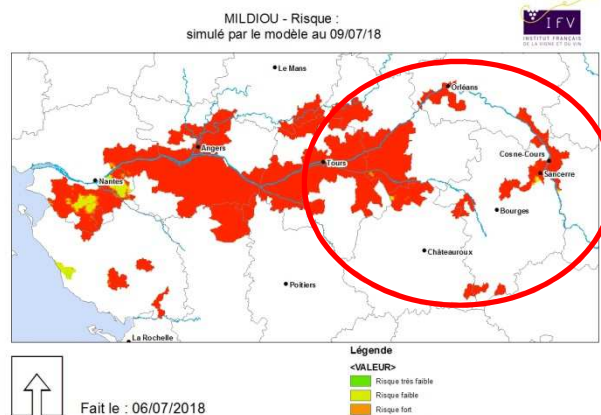 MILDIOU - Risque :
simulé par le modèle au 09/07/18
IFV
INSTITUT FRANÇAIS
DE LA VIGNE ET DU VIN
Le Mans
Orléans
Angers
Tours
Cosne-Cours
Nantes
Sancerre
Bourges
Châteauroux
Poitiers
La Rochelle
Légende
<VALEUR>
Risque très faible
Risque faible
Risque fort
Fait le : 06/07/2018